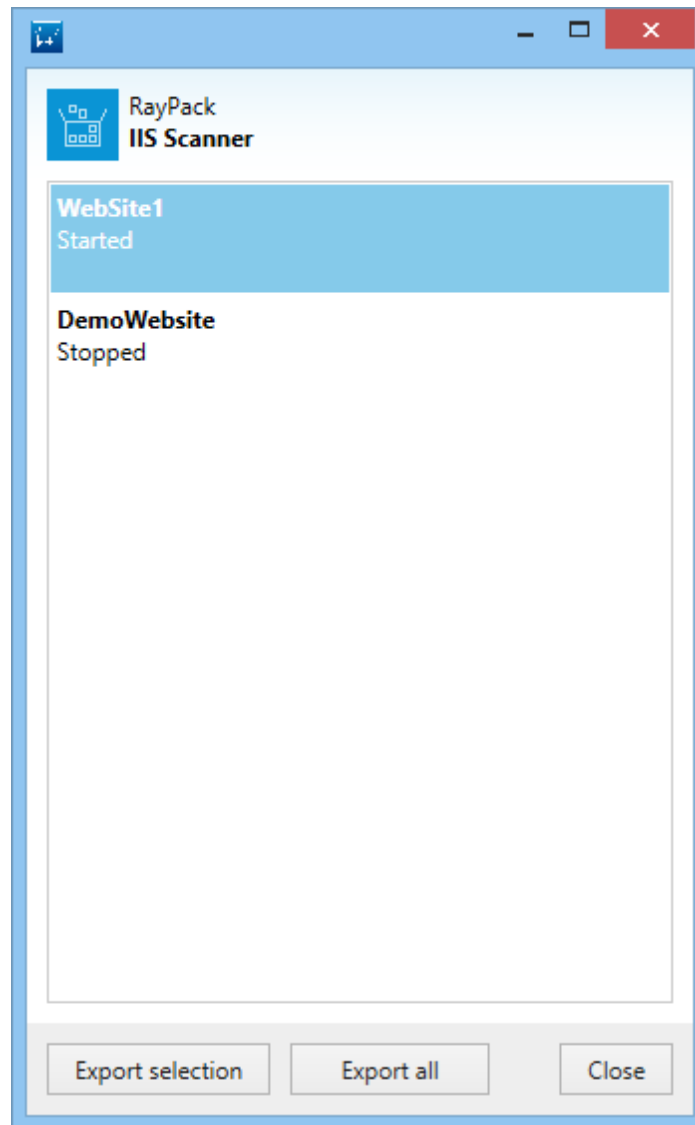 RayPack
IIS Scanner
WebSite1
Started
DemoWebsite
Stopped
Export selection
Export all
Close